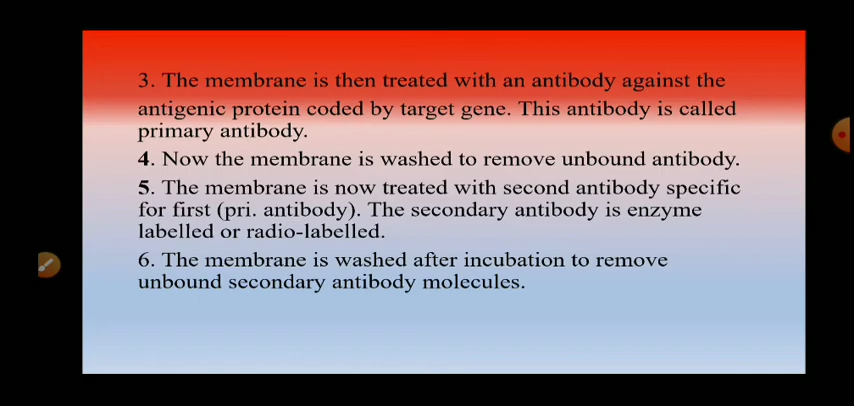 3. The membrane is then treated with an antibody against the
antigenic protein coded by target gene. This antibody is called
primary antibody.
4. Now the membrane is washed to remove unbound antibody.
5. The membrane is now treated with second antibody specific
for first (pri. antibody). The secondary antibody is enzyme
labelled or radio-labelled.
6. The membrane is washed after incubation to remove
unbound secondary antibody molecules.